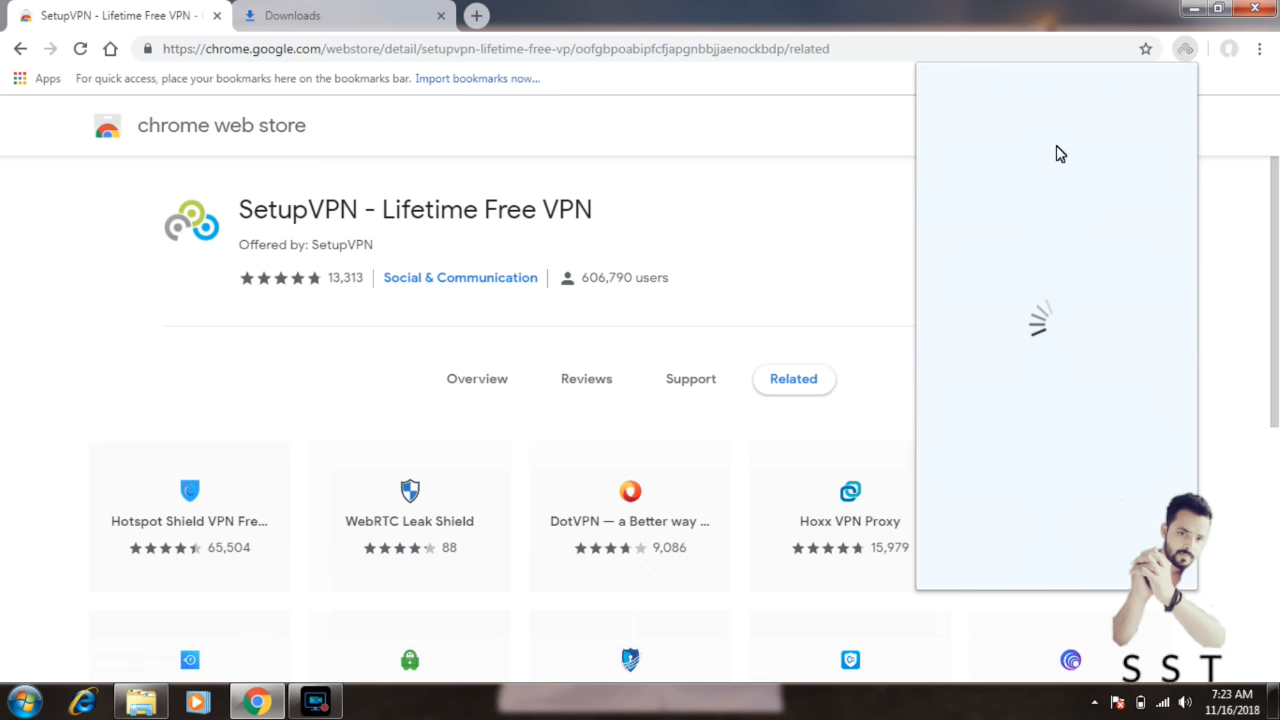 SetupVPN - Lifetime Free VPN -
Downloads
https://chrome.google.com/webstore/detail/setupvpn-lifetime-free-vp/oofgbpoabipfcfjapgnbbjjaenockbdp/related
Apps For quick access, place your bookmarks here on the bookmarks bar. Import bookmarks now...
chrome web store
SetupVPN - Lifetime Free VPN
Offered by: SetupVPN
13,313 Social & Communication 606,790 users
Overview Reviews Support Related
Hotspot Shield VPN Fre... WebRTC Leak Shield DotVPN — a Better way ... Hoxx VPN Proxy
65,504 88 9,086 15,979
S S T
7:23 AM
11/16/2018